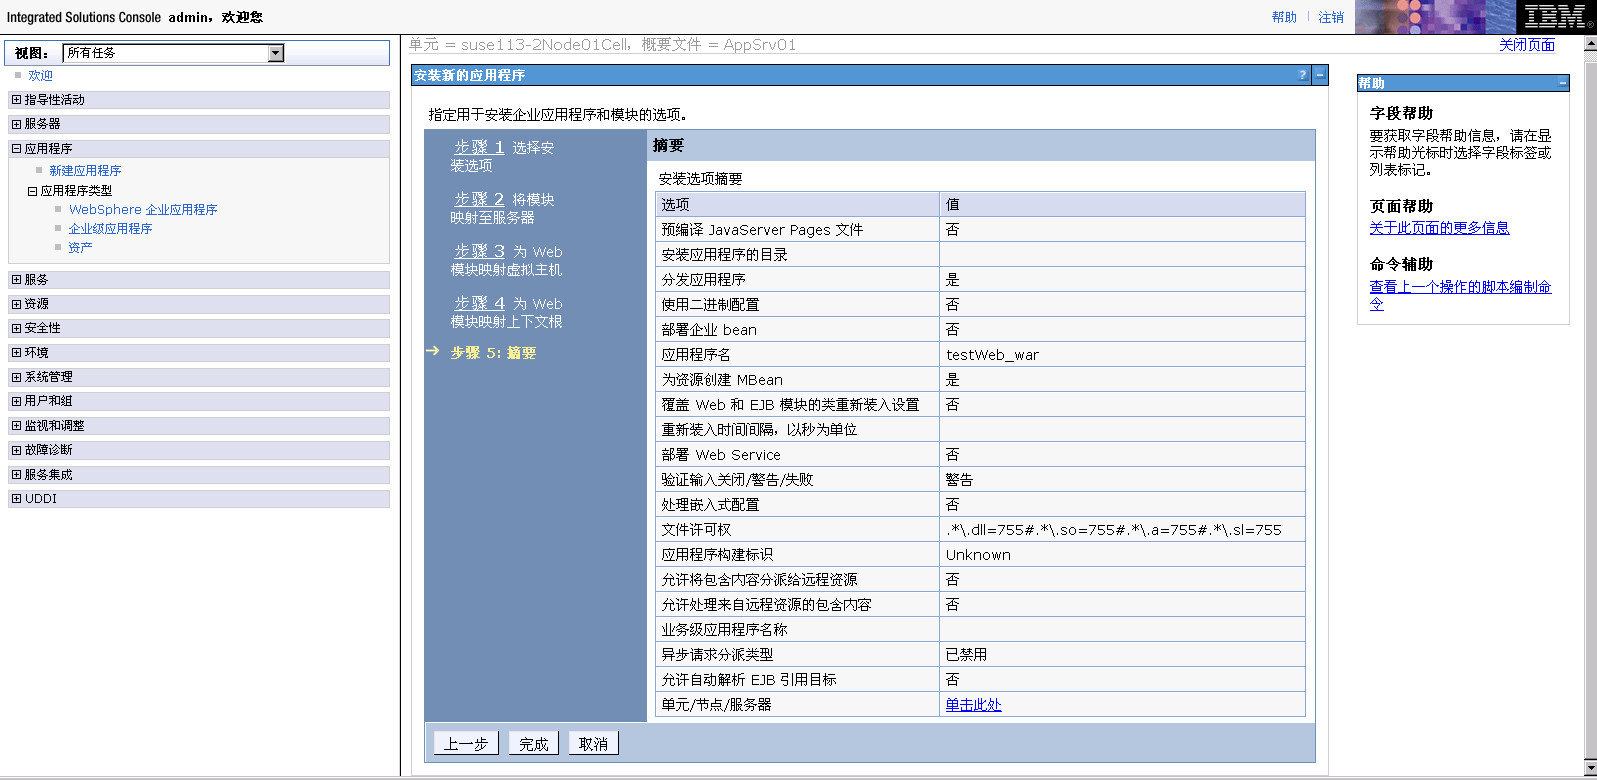 Integrated Solutions Console admin，欢迎您
帮助 注销
IBM.
视图： 所有任务
欢迎
指导性活动
服务器
应用程序
新建应用程序
应用程序类型
WebSphere 企业应用程序
企业级应用程序
资产
服务
资源
安全性
环境
系统管理
用户和组
监视和调整
故障诊断
服务集成
UDDI
单元 = suse113-2Node01Cell，概要文件 = AppSrv01
关闭页面
安装新的应用程序
? -
指定用于安装企业应用程序和模块的选项。
步骤 1 选择安
装选项
步骤 2 将模块
映射至服务器
步骤 3 为 Web
模块映射虚拟主机
步骤 4 为 Web
模块映射上下文根
步骤 5: 摘要
摘要
安装选项摘要
选项 值
预编译 JavaServer Pages 文件 否
安装应用程序的目录
分发应用程序 是
使用二进制配置 否
部署企业 bean 否
应用程序名 testWeb_war
为资源创建 MBean 是
覆盖 Web 和 EJB 模块的类重新装入设置 否
重新装入时间间隔，以秒为单位
部署 Web Service 否
验证输入关闭/警告/失败 警告
处理嵌入式配置 否
文件许可权 .*\.dll=755#.*\.so=755#.*\.a=755#.*\.sl=755
应用程序构建标识 Unknown
允许将包含内容分派给远程资源 否
允许处理来自远程资源的包含内容 否
业务级应用程序名称
异步请求分派类型 已禁用
允许自动解析 EJB 引用目标 否
单元/节点/服务器 单击此处
上一步 完成 取消
帮助
字段帮助
要获取字段帮助信息，请在显
示帮助光标时选择字段标签或
列表标记。
页面帮助
关于此页面的更多信息
命令辅助
查看上一个操作的脚本编制命
令